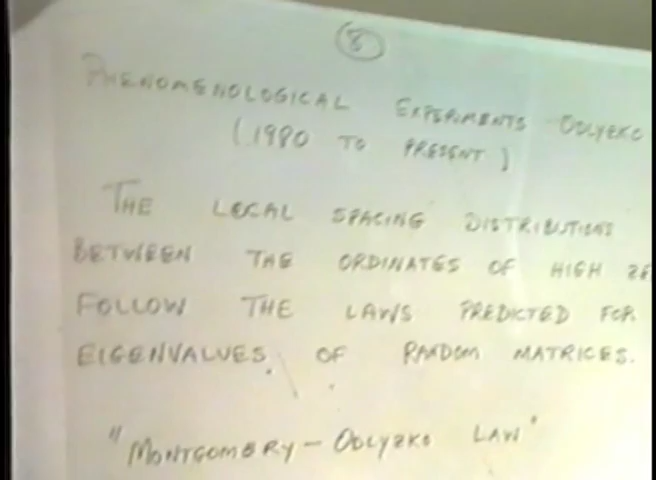 8
PHENOMENOLOGICAL EXPERIMENTS ODLYZKO
(1980 TO PRESENT)
THE LOCAL SPACING DISTRIBUTIONS
BETWEEN THE ORDINATES OF HIGH ZE
FOLLOW THE LAWS PREDICTED FOR
EIGENVALUES OF RANDOM MATRICES.
"MONTGOMERY - ODLYZKO LAW"